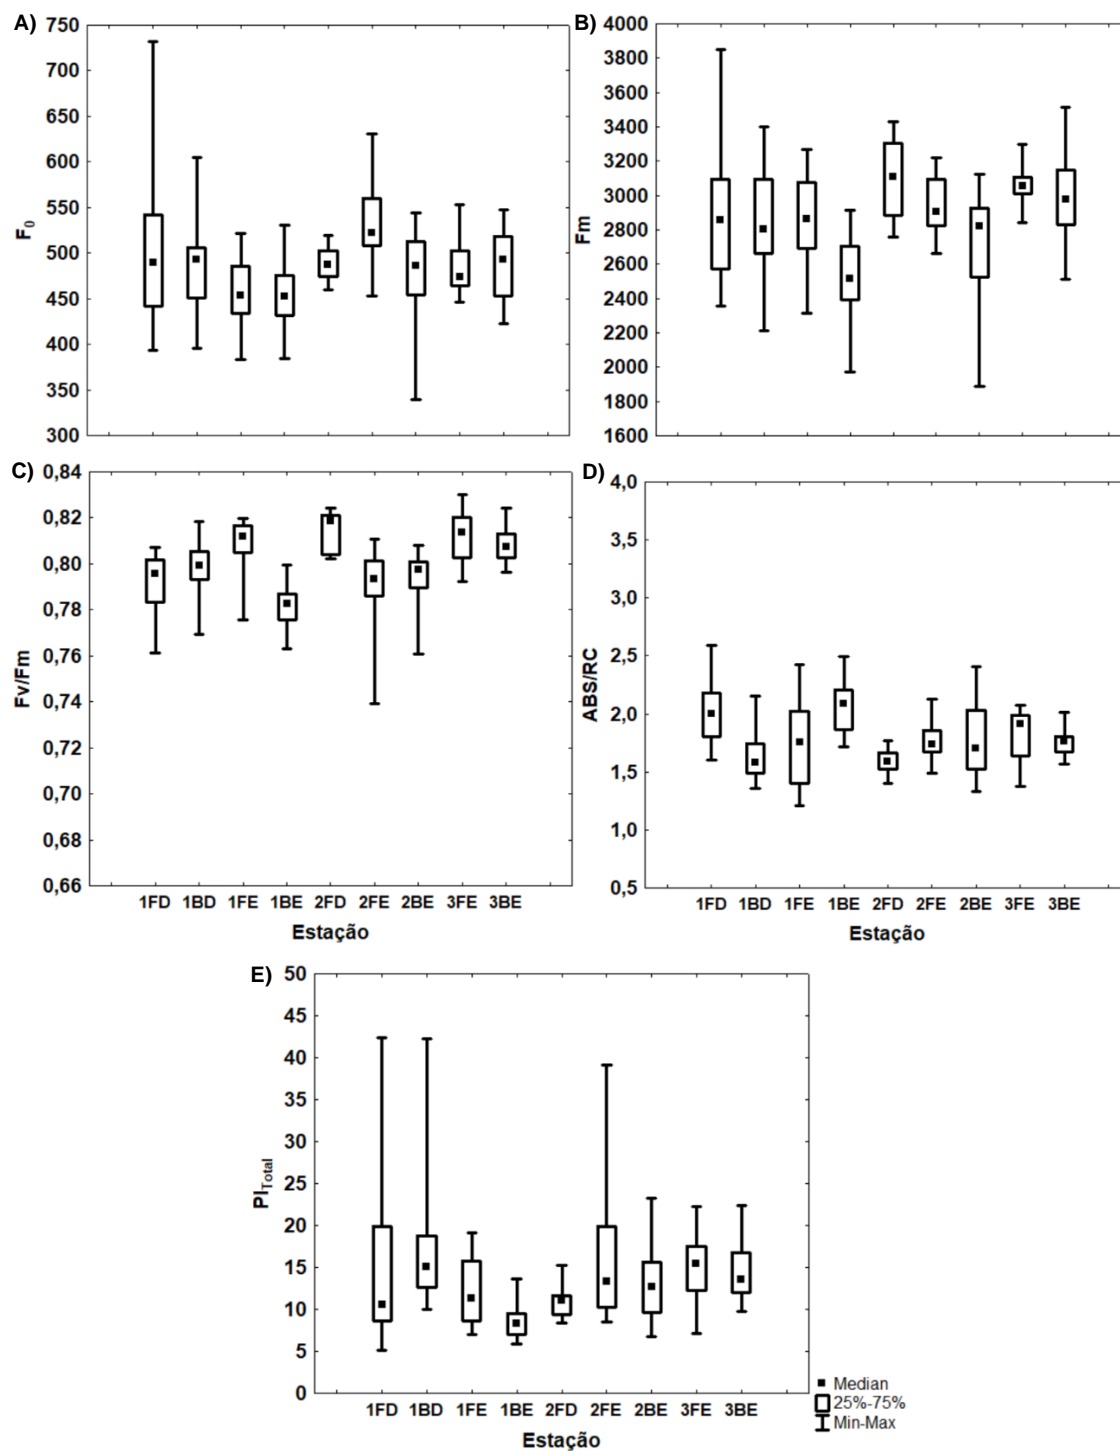 A)
750
700
650
600
550
500
450
400
350
300
F0
B)
4000
3800
3600
3400
3200
3000
2800
2600
2400
2200
2000
1800
1600
Fm
C)
0,84
0,82
0,80
0,78
0,76
0,74
0,72
0,70
0,68
0,66
Fv/Fm
1FD 1BD 1FE 1BE 2FD 2FE 2BE 3FE 3BE
Estação
D)
4,0
3,5
3,0
2,5
2,0
1,5
1,0
0,5
ABS/RC
1FD 1BD 1FE 1BE 2FD 2FE 2BE 3FE 3BE
Estação
E)
50
45
40
35
30
25
20
15
10
5
0
PITotal
1FD 1BD 1FE 1BE 2FD 2FE 2BE 3FE 3BE
Estação
Median
25%-75%
Min-Max